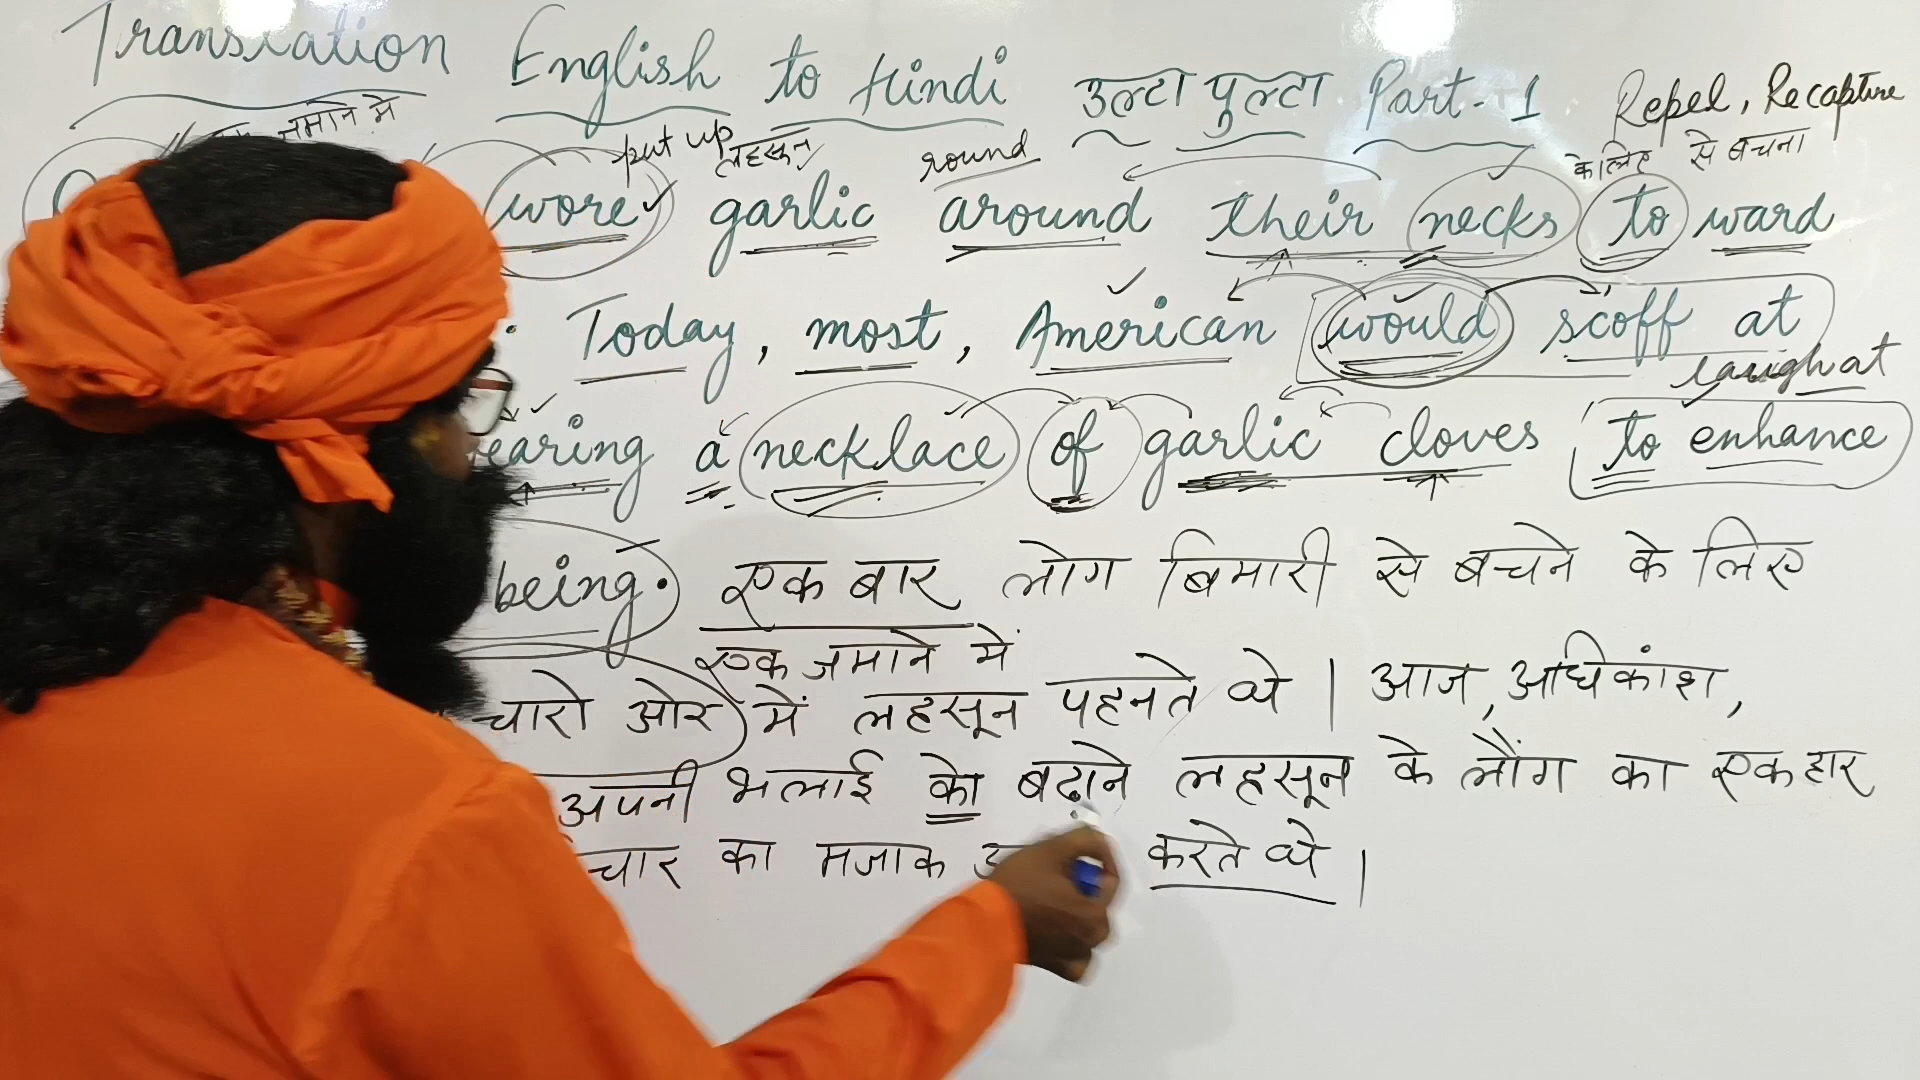 Translation English to Hindi उल्टा पुल्टा Part-1 Repel, Recapture
जमाने में put up लहसून round के लिए से बचना
wore garlic around their necks to ward
. Today, most, American would scoff at
laugh at
earing a necklace of garlic cloves to enhance
being. एक बार लोग बिमारी से बचने के लिए
एक जमाने में
चारो ओर में लहसून पहनते थे | आज, अधिकांश,
अपनी भलाई को बढ़ाने लहसून के लौंग का एक हार
चार का मजाक करते थे |